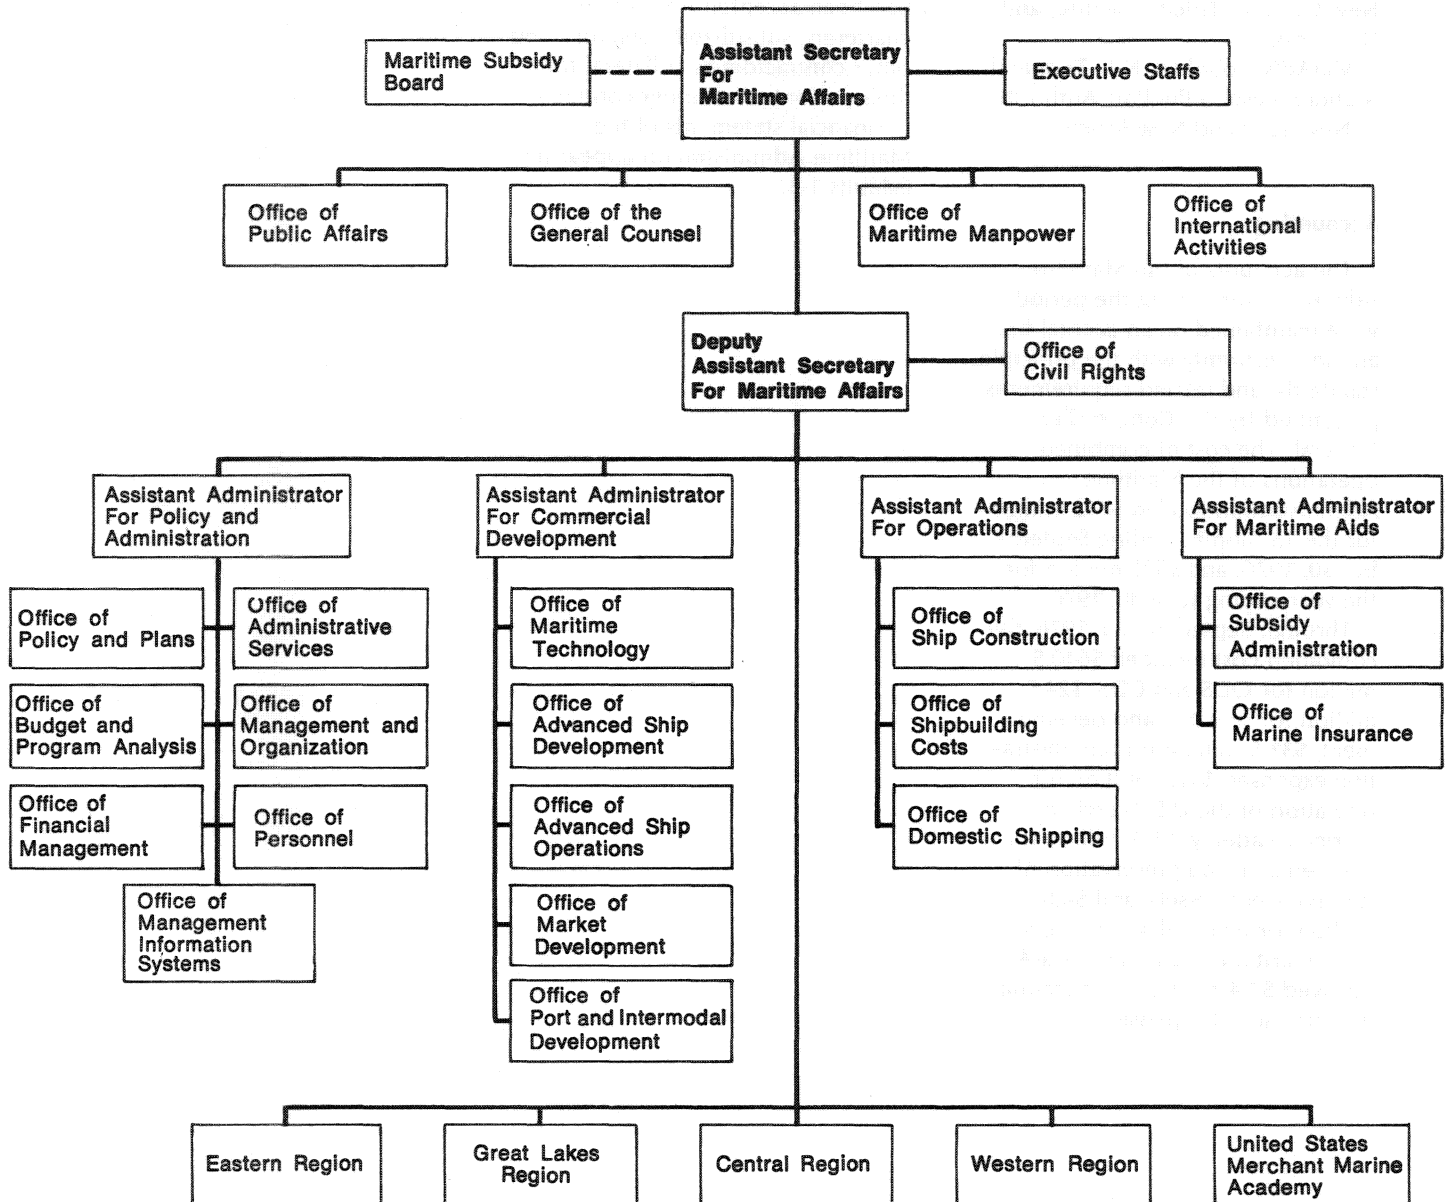 Maritime Subsidy
Board
Assistant Secretary
For
Maritime Affairs
Executive Staffs
Office of
Public Affairs
Office of the
General Counsel
Office of
Maritime Manpower
Office of
International
Activities
Deputy
Assistant Secretary
For Maritime Affairs
Office of
Civil Rights
Assistant Administrator
For Policy and
Administration
Assistant Administrator
For Commercial
Development
Assistant Administrator
For Operations
Assistant Administrator
For Maritime Aids
Office of
Policy and Plans
Office of
Administrative
Services
Office of
Budget and
Program Analysis
Office of
Management and
Organization
Office of
Financial
Management
Office of
Personnel
Office of
Management
Information
Systems
Office of
Maritime
Technology
Office of
Advanced Ship
Development
Office of
Advanced Ship
Operations
Office of
Market
Development
Office of
Port and Intermodal
Development
Office of
Ship Construction
Office of
Shipbuilding
Costs
Office of
Domestic Shipping
Office of
Subsidy
Administration
Office of
Marine Insurance
Eastern Region
Great Lakes
Region
Central Region
Western Region
United States
Merchant Marine
Academy